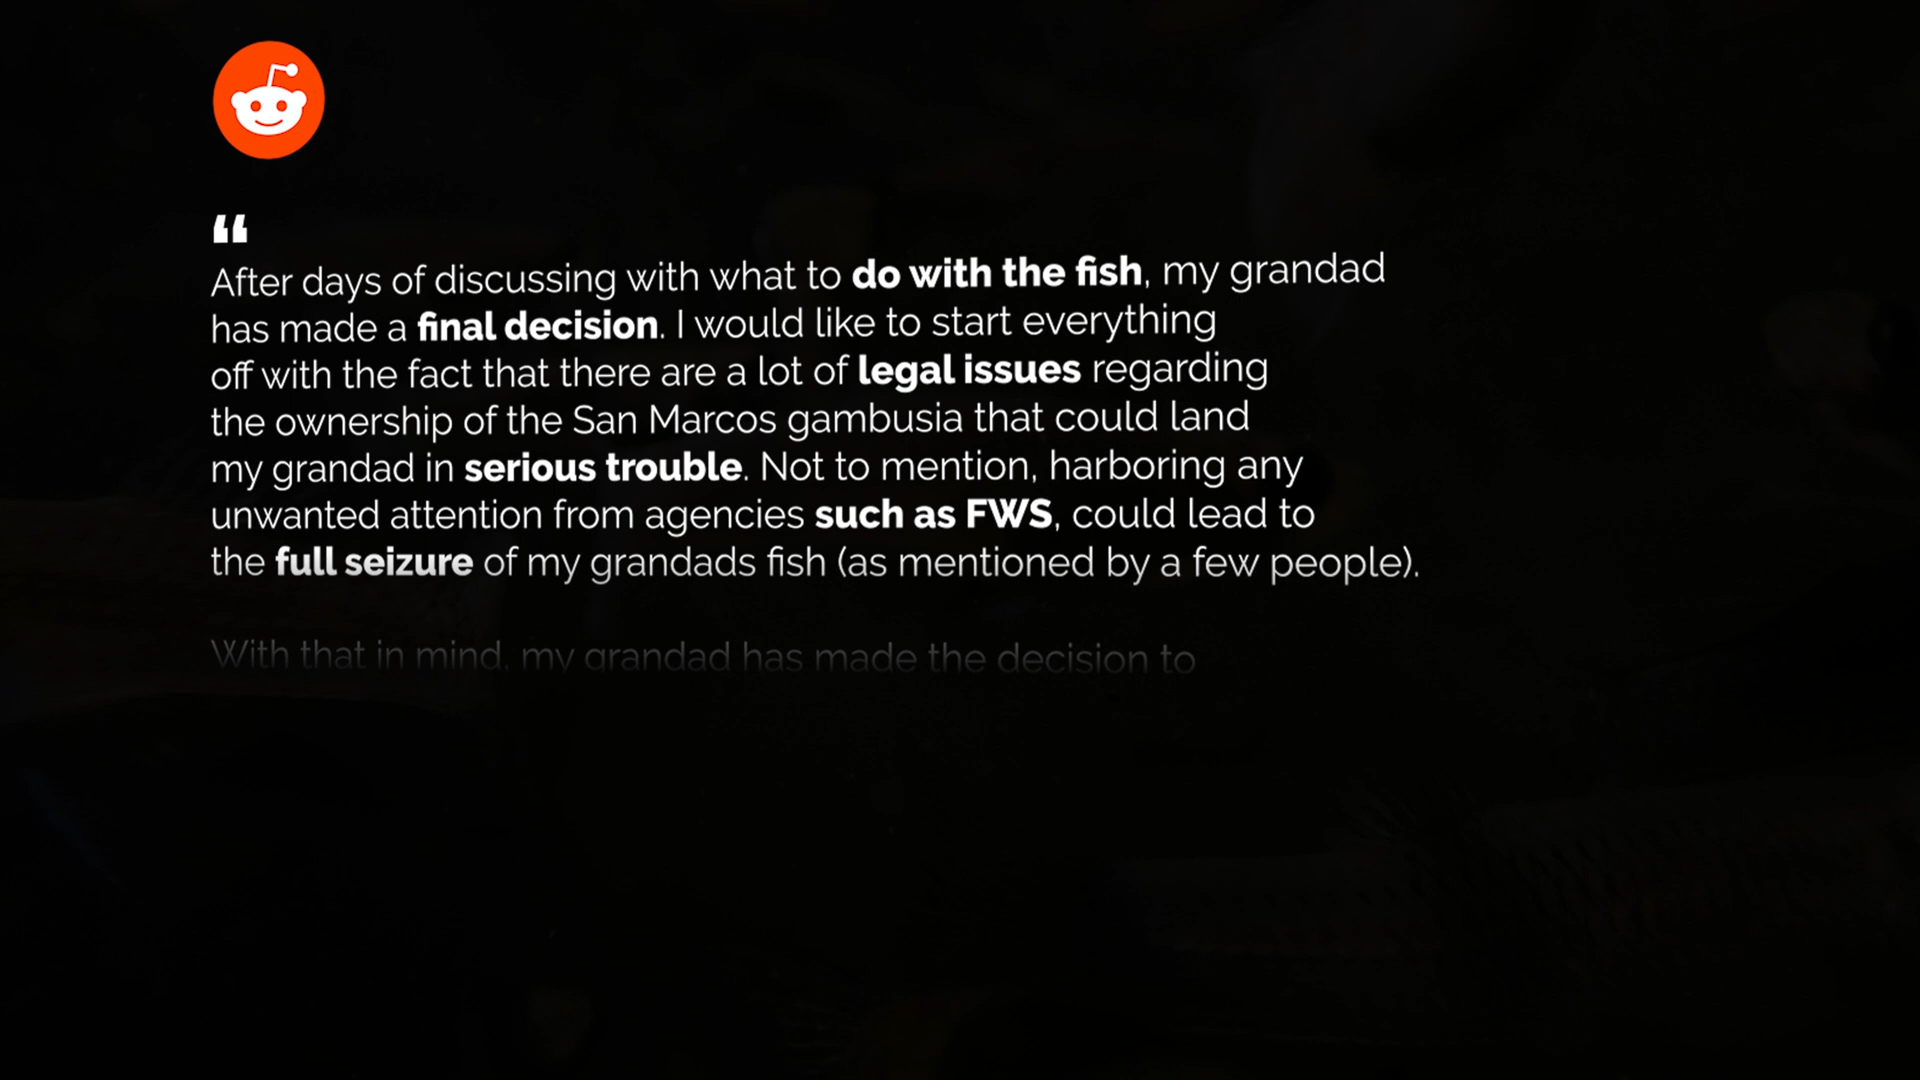 “
After days of discussing with what to do with the fish, my grandad
has made a final decision. I would like to start everything
off with the fact that there are a lot of legal issues regarding
the ownership of the San Marcos gambusia that could land
my grandad in serious trouble. Not to mention, harboring any
unwanted attention from agencies such as FWS, could lead to
the full seizure of my grandads fish (as mentioned by a few people).
With that in mind, my grandad has made the decision to